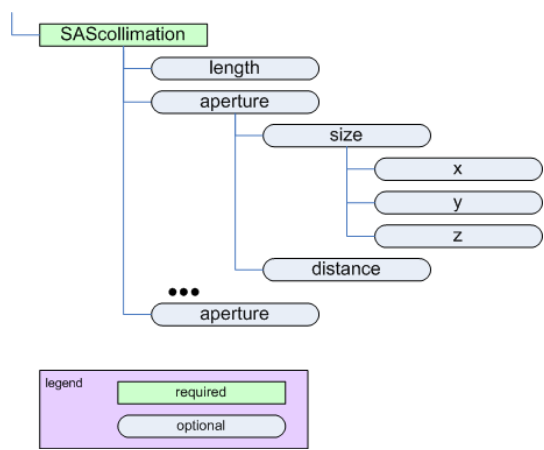 SAScollimation
length
aperture
size
x
y
z
distance
•••
aperture
legend
required
optional